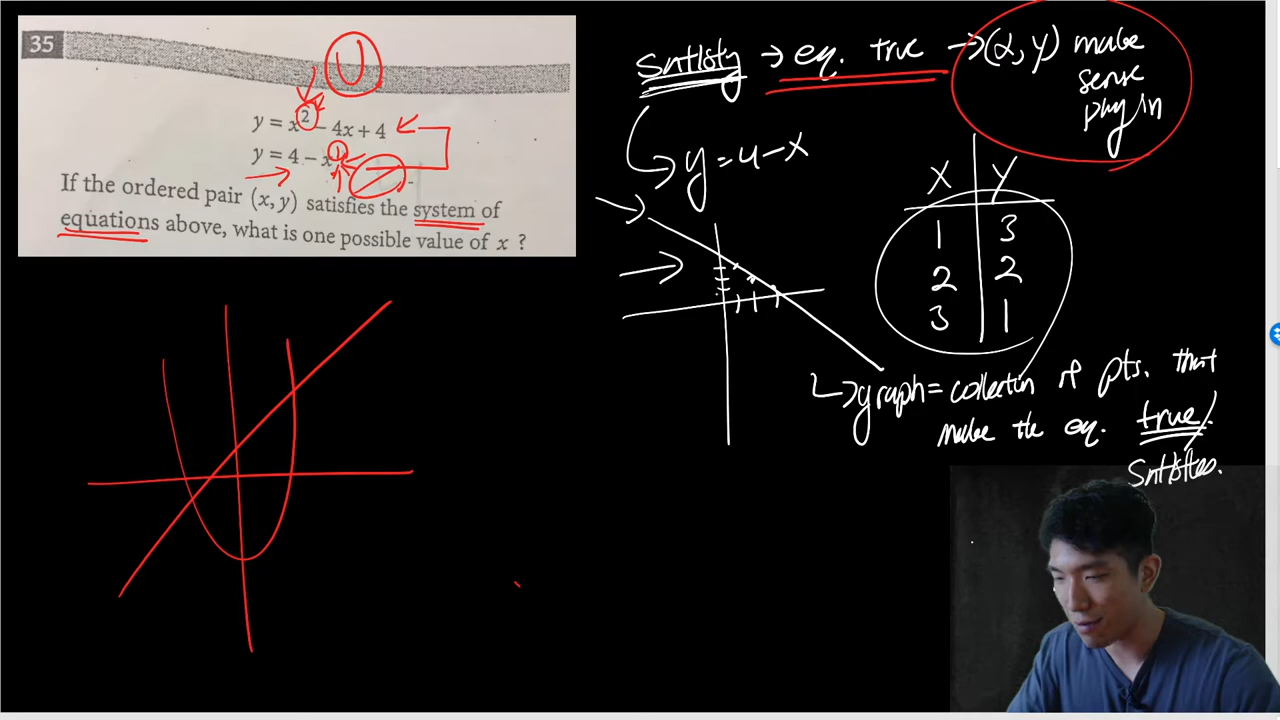 35
U
y = x² - 4x + 4
y = 4 - x¹
If the ordered pair (x, y) satisfies the system of
equations above, what is one possible value of x ?
satisfy → eq. true → (x, y) make
sense
plug in
y = 4 - x
X Y
1 3
2 2
3 1
graph = collection of pts. that
make the eq. true!
Satisfies.